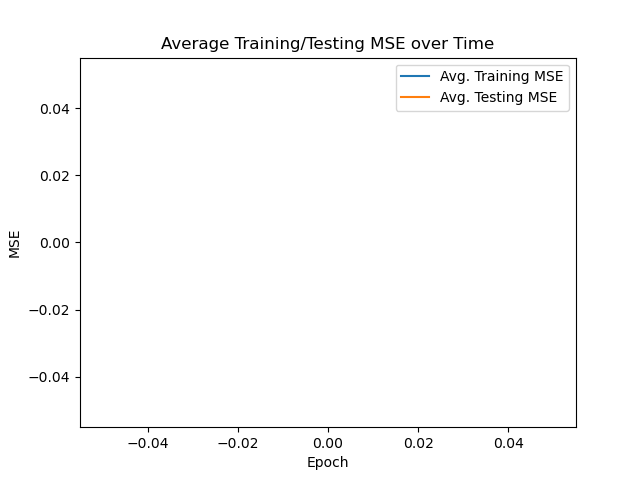 Average Training/Testing MSE over Time
Avg. Training MSE
Avg. Testing MSE
0.04
0.02
0.00
−0.02
−0.04
MSE
−0.04
−0.02
0.00
0.02
0.04
Epoch